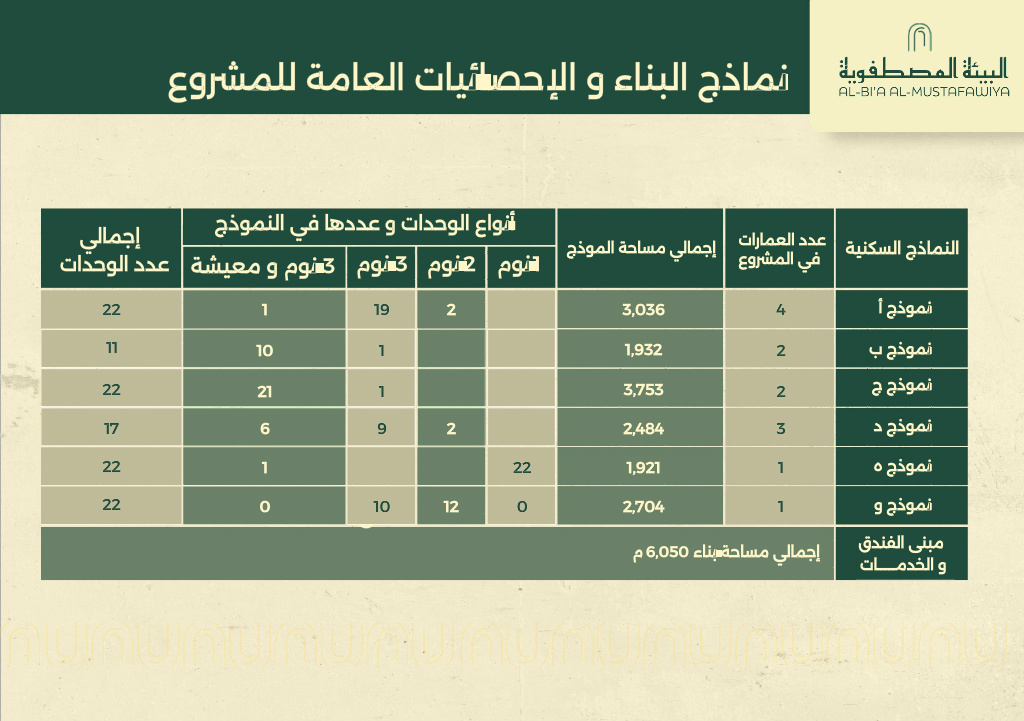 نماذج البناء و الإحصائيات العامة للمشروع
البيئة المصطفوية
AL-BI'A AL-MUSTAFAWIYA
النماذج السكنية
عدد العمارات
في المشروع
إجمالي مساحة الموذج
أنواع الوحدات و عددها في النموذج
1نوم 2نوم 3نوم 3نوم و معيشة
إجمالي
عدد الوحدات
نموذج أ 4 3,036 2 19 1 22
نموذج ب 2 1,932 1 10 11
نموذج ج 2 3,753 1 21 22
نموذج د 3 2,484 2 9 6 17
نموذج ه 1 1,921 22 1 22
نموذج و 1 2,704 0 12 10 0 22
مبنى الفندق
و الخدمـــات
إجمالي مساحة بناء 6,050 م